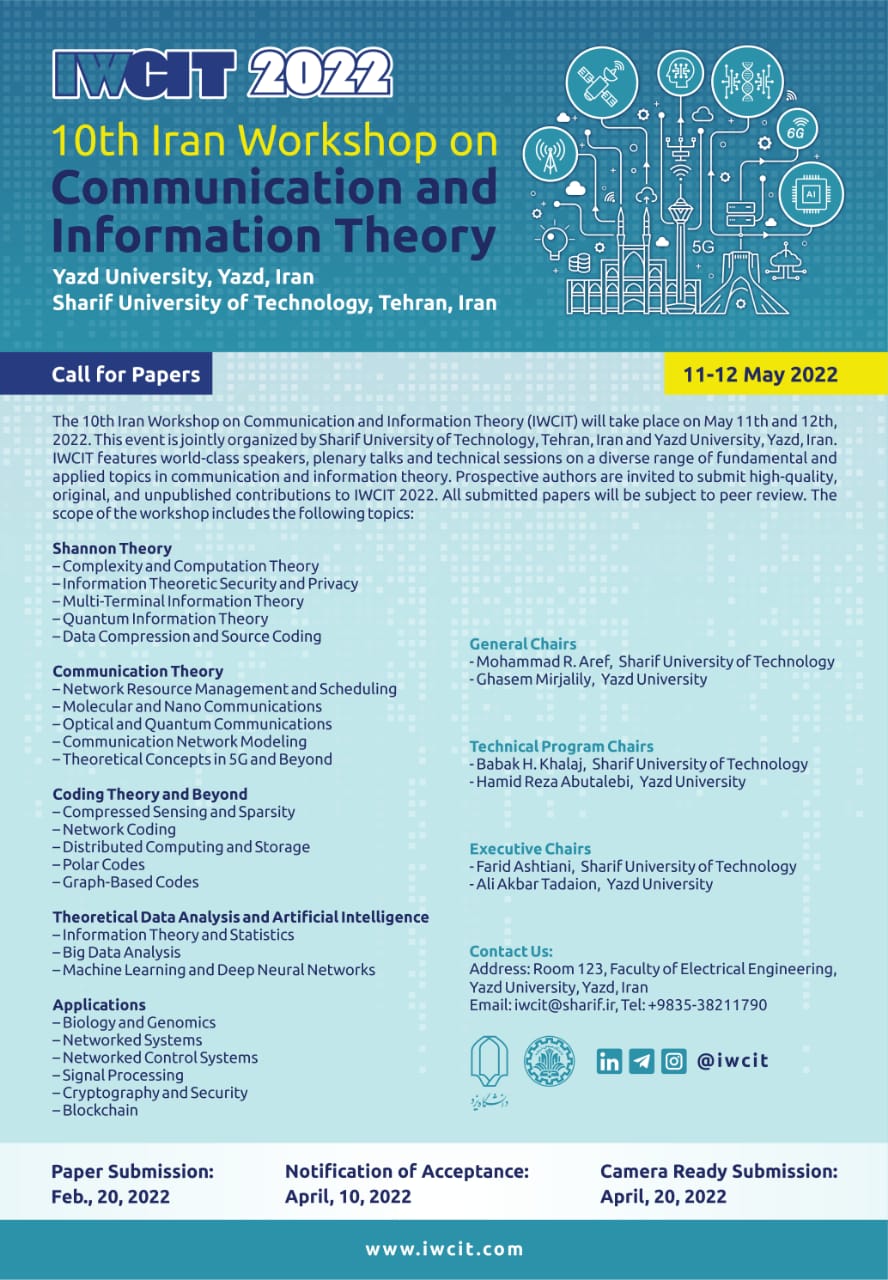 IWCIT 2022
10th Iran Workshop on
Communication and
Information Theory
Yazd University, Yazd, Iran
Sharif University of Technology, Tehran, Iran
6G
AI
5G
Call for Papers
11-12 May 2022
The 10th Iran Workshop on Communication and Information Theory (IWCIT) will take place on May 11th and 12th,
2022. This event is jointly organized by Sharif University of Technology, Tehran, Iran and Yazd University, Yazd, Iran.
IWCIT features world-class speakers, plenary talks and technical sessions on a diverse range of fundamental and
applied topics in communication and information theory. Prospective authors are invited to submit high-quality,
original, and unpublished contributions to IWCIT 2022. All submitted papers will be subject to peer review. The
scope of the workshop includes the following topics:
Shannon Theory
– Complexity and Computation Theory
– Information Theoretic Security and Privacy
– Multi-Terminal Information Theory
– Quantum Information Theory
– Data Compression and Source Coding
Communication Theory
– Network Resource Management and Scheduling
– Molecular and Nano Communications
– Optical and Quantum Communications
– Communication Network Modeling
– Theoretical Concepts in 5G and Beyond
Coding Theory and Beyond
– Compressed Sensing and Sparsity
– Network Coding
– Distributed Computing and Storage
– Polar Codes
– Graph-Based Codes
Theoretical Data Analysis and Artificial Intelligence
– Information Theory and Statistics
– Big Data Analysis
– Machine Learning and Deep Neural Networks
Applications
– Biology and Genomics
– Networked Systems
– Networked Control Systems
– Signal Processing
– Cryptography and Security
– Blockchain
General Chairs
- Mohammad R. Aref, Sharif University of Technology
- Ghasem Mirjalily, Yazd University
Technical Program Chairs
- Babak H. Khalaj, Sharif University of Technology
- Hamid Reza Abutalebi, Yazd University
Executive Chairs
- Farid Ashtiani, Sharif University of Technology
- Ali Akbar Tadaion, Yazd University
Contact Us:
Address: Room 123, Faculty of Electrical Engineering,
Yazd University, Yazd, Iran
Email: iwcit@sharif.ir, Tel: +9835-38211790
دانشگاه یزد
@iwcit
Paper Submission:
Feb., 20, 2022
Notification of Acceptance:
April, 10, 2022
Camera Ready Submission:
April, 20, 2022
www.iwcit.com